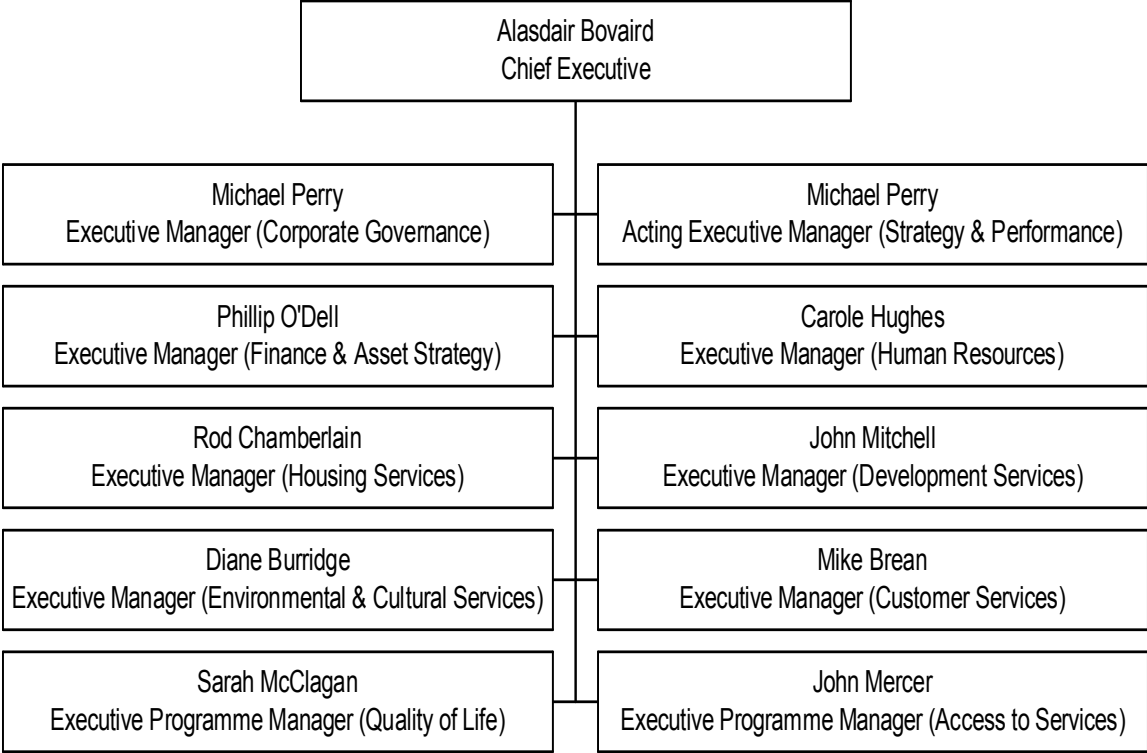 Alasdair Bovaird
Chief Executive
Michael Perry
Executive Manager (Corporate Governance)
Michael Perry
Acting Executive Manager (Strategy & Performance)
Phillip O'Dell
Executive Manager (Finance & Asset Strategy)
Carole Hughes
Executive Manager (Human Resources)
Rod Chamberlain
Executive Manager (Housing Services)
John Mitchell
Executive Manager (Development Services)
Diane Burridge
Executive Manager (Environmental & Cultural Services)
Mike Brean
Executive Manager (Customer Services)
Sarah McClagan
Executive Programme Manager (Quality of Life)
John Mercer
Executive Programme Manager (Access to Services)